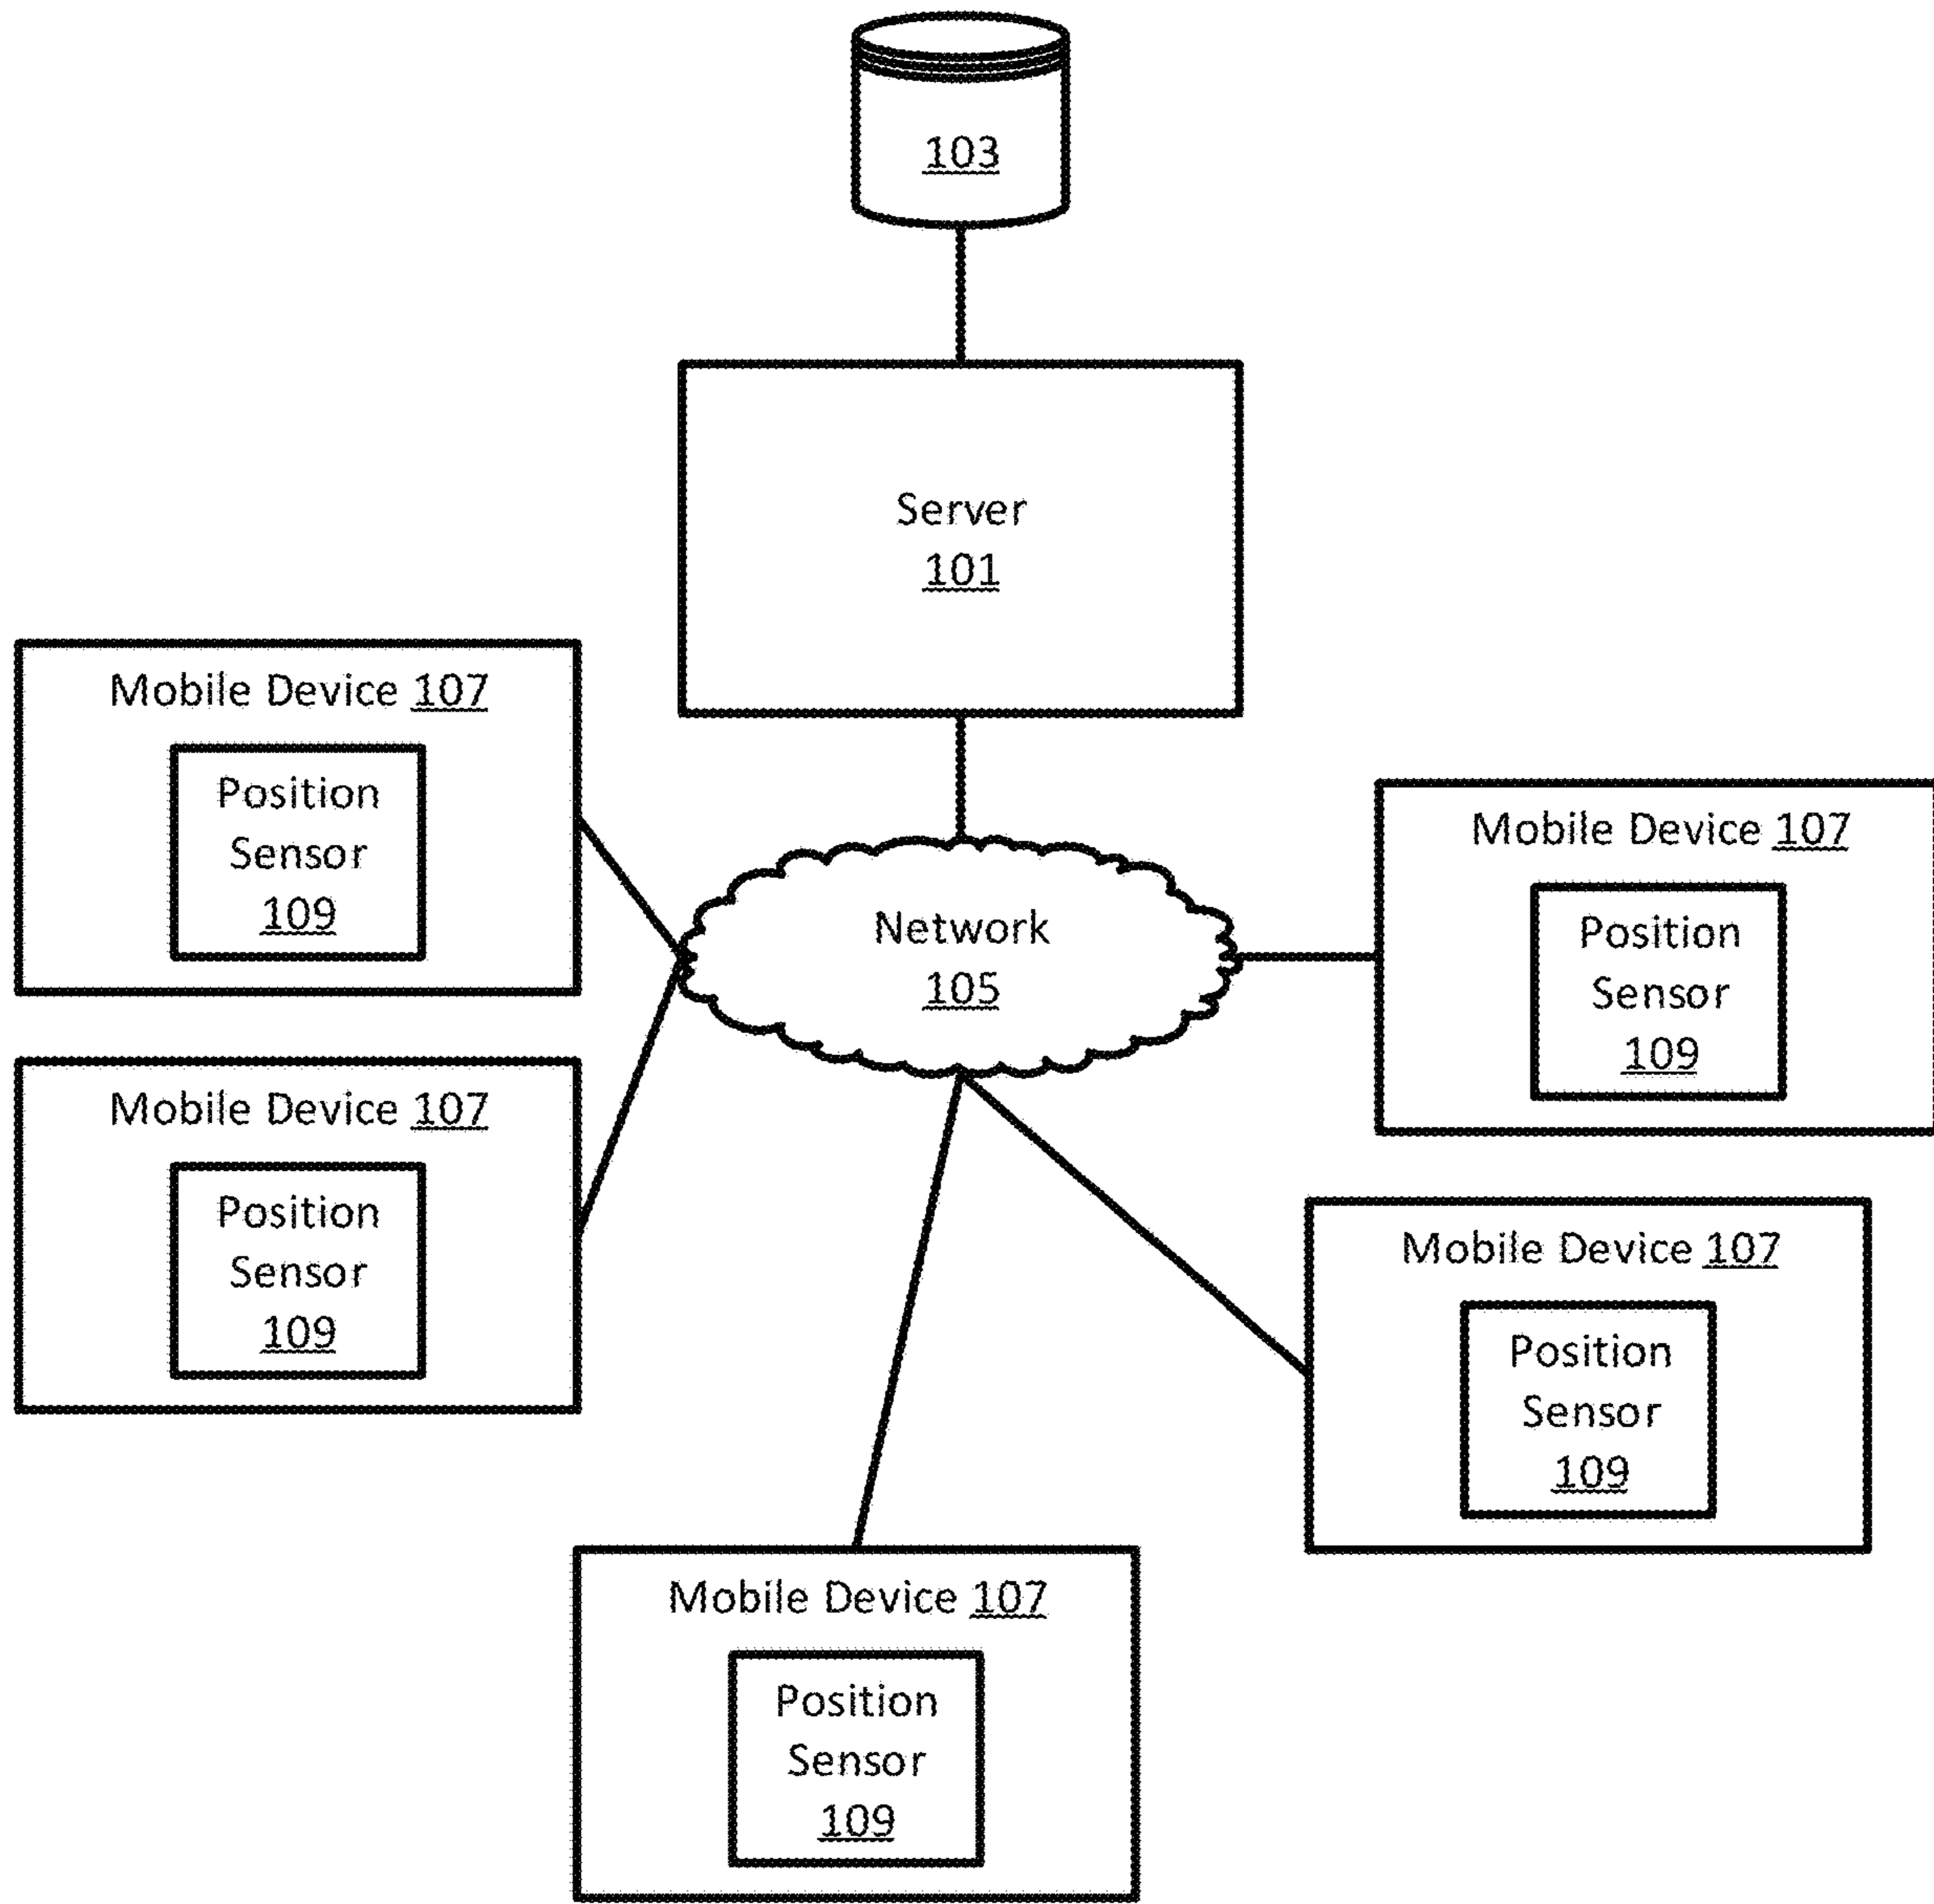 103
Server
101
Mobile Device 107
Position
Sensor
109
Network
105
Mobile Device 107
Position
Sensor
109
Mobile Device 107
Position
Sensor
109
Mobile Device 107
Position
Sensor
109
Mobile Device 107
Position
Sensor
109